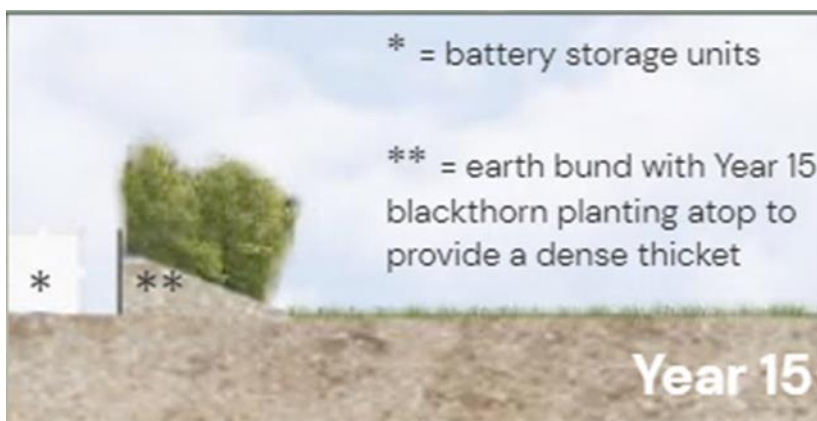 * = battery storage units
** = earth bund with Year 15
blackthorn planting atop to
provide a dense thicket
*
**
Year 15